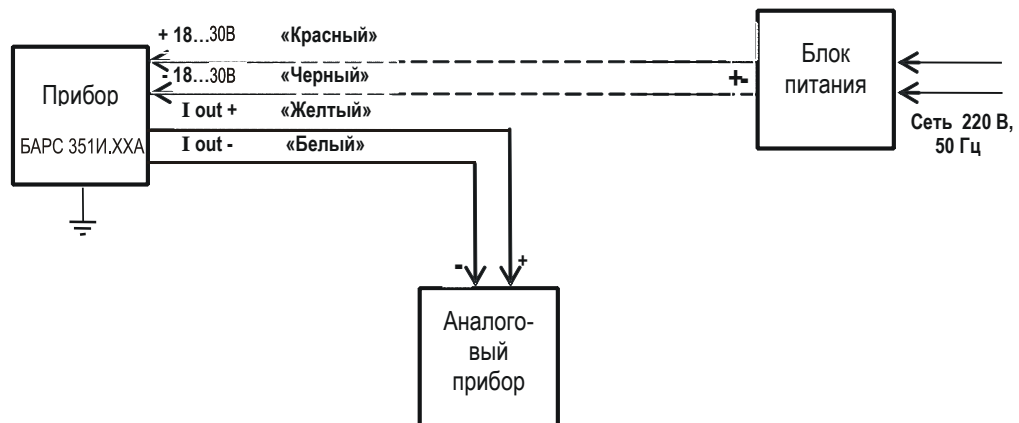 + 18...30В «Красный»
- 18...30В «Черный»
I out + «Желтый»
I out - «Белый»
Прибор
БАРС 351И.ХХА
+-
Блок
питания
Сеть 220 В,
50 Гц
- +
Аналого-
вый
прибор